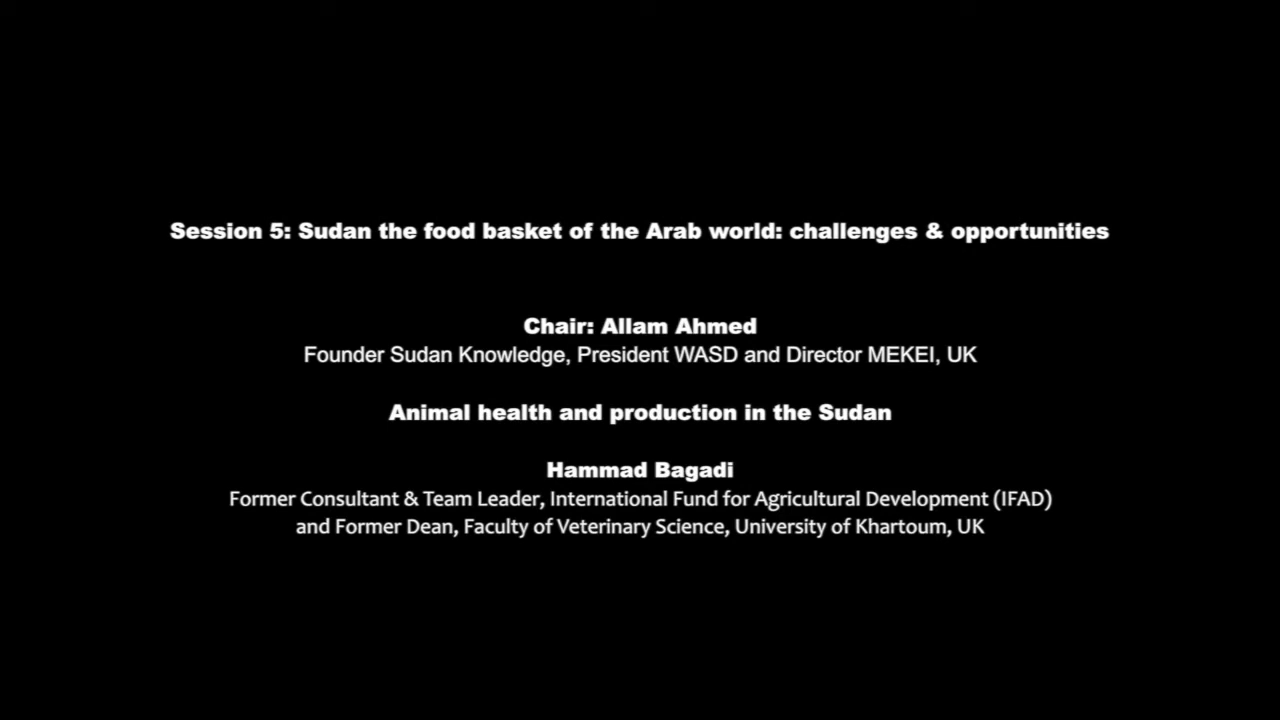 Session 5: Sudan the food basket of the Arab world: challenges & opportunities
Chair: Allam Ahmed
Founder Sudan Knowledge, President WASD and Director MEKEI, UK
Animal health and production in the Sudan
Hammad Bagadi
Former Consultant & Team Leader, International Fund for Agricultural Development (IFAD)
and Former Dean, Faculty of Veterinary Science, University of Khartoum, UK